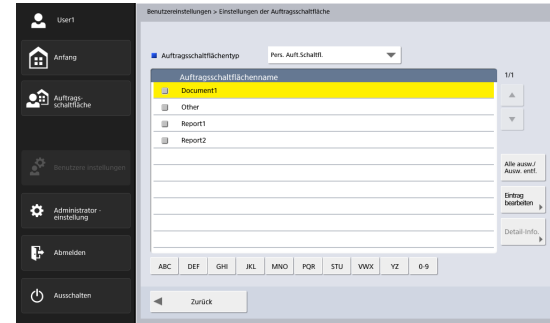 User1
Anfang
Auftrags-
schaltfläche
Benutzere instellungen
Administrator -
einstellung
Abmelden
Ausschalten
Benutzereinstellungen > Einstellungen der Auftragsschaltfläche
Auftragsschaltflächentyp
Pers. Auft.Schaltfl.
Auftragsschaltflächenname
1/1
Document1
Other
Report1
Report2
Alle ausw./
Ausw. entf.
Eintrag
bearbeiten
Detail-Info.
ABC DEF GHI JKL MNO PQR STU VWX YZ 0-9
Zurück